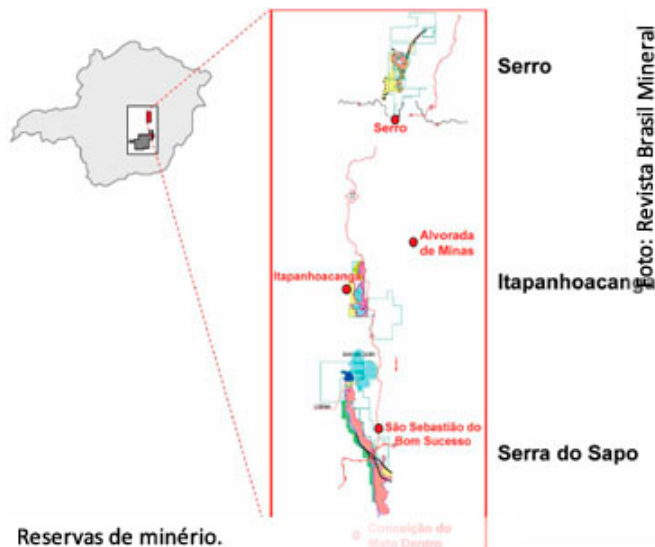 Serro
Foto: Revista Brasil Mineral
Serro
Alvorada
de Minas
Itapanhoacanga
Itapanhoacanga
São Sebastião do
Bom Sucesso
Serra do Sapo
Reservas de minério.
Conceição do
Mato Dentro